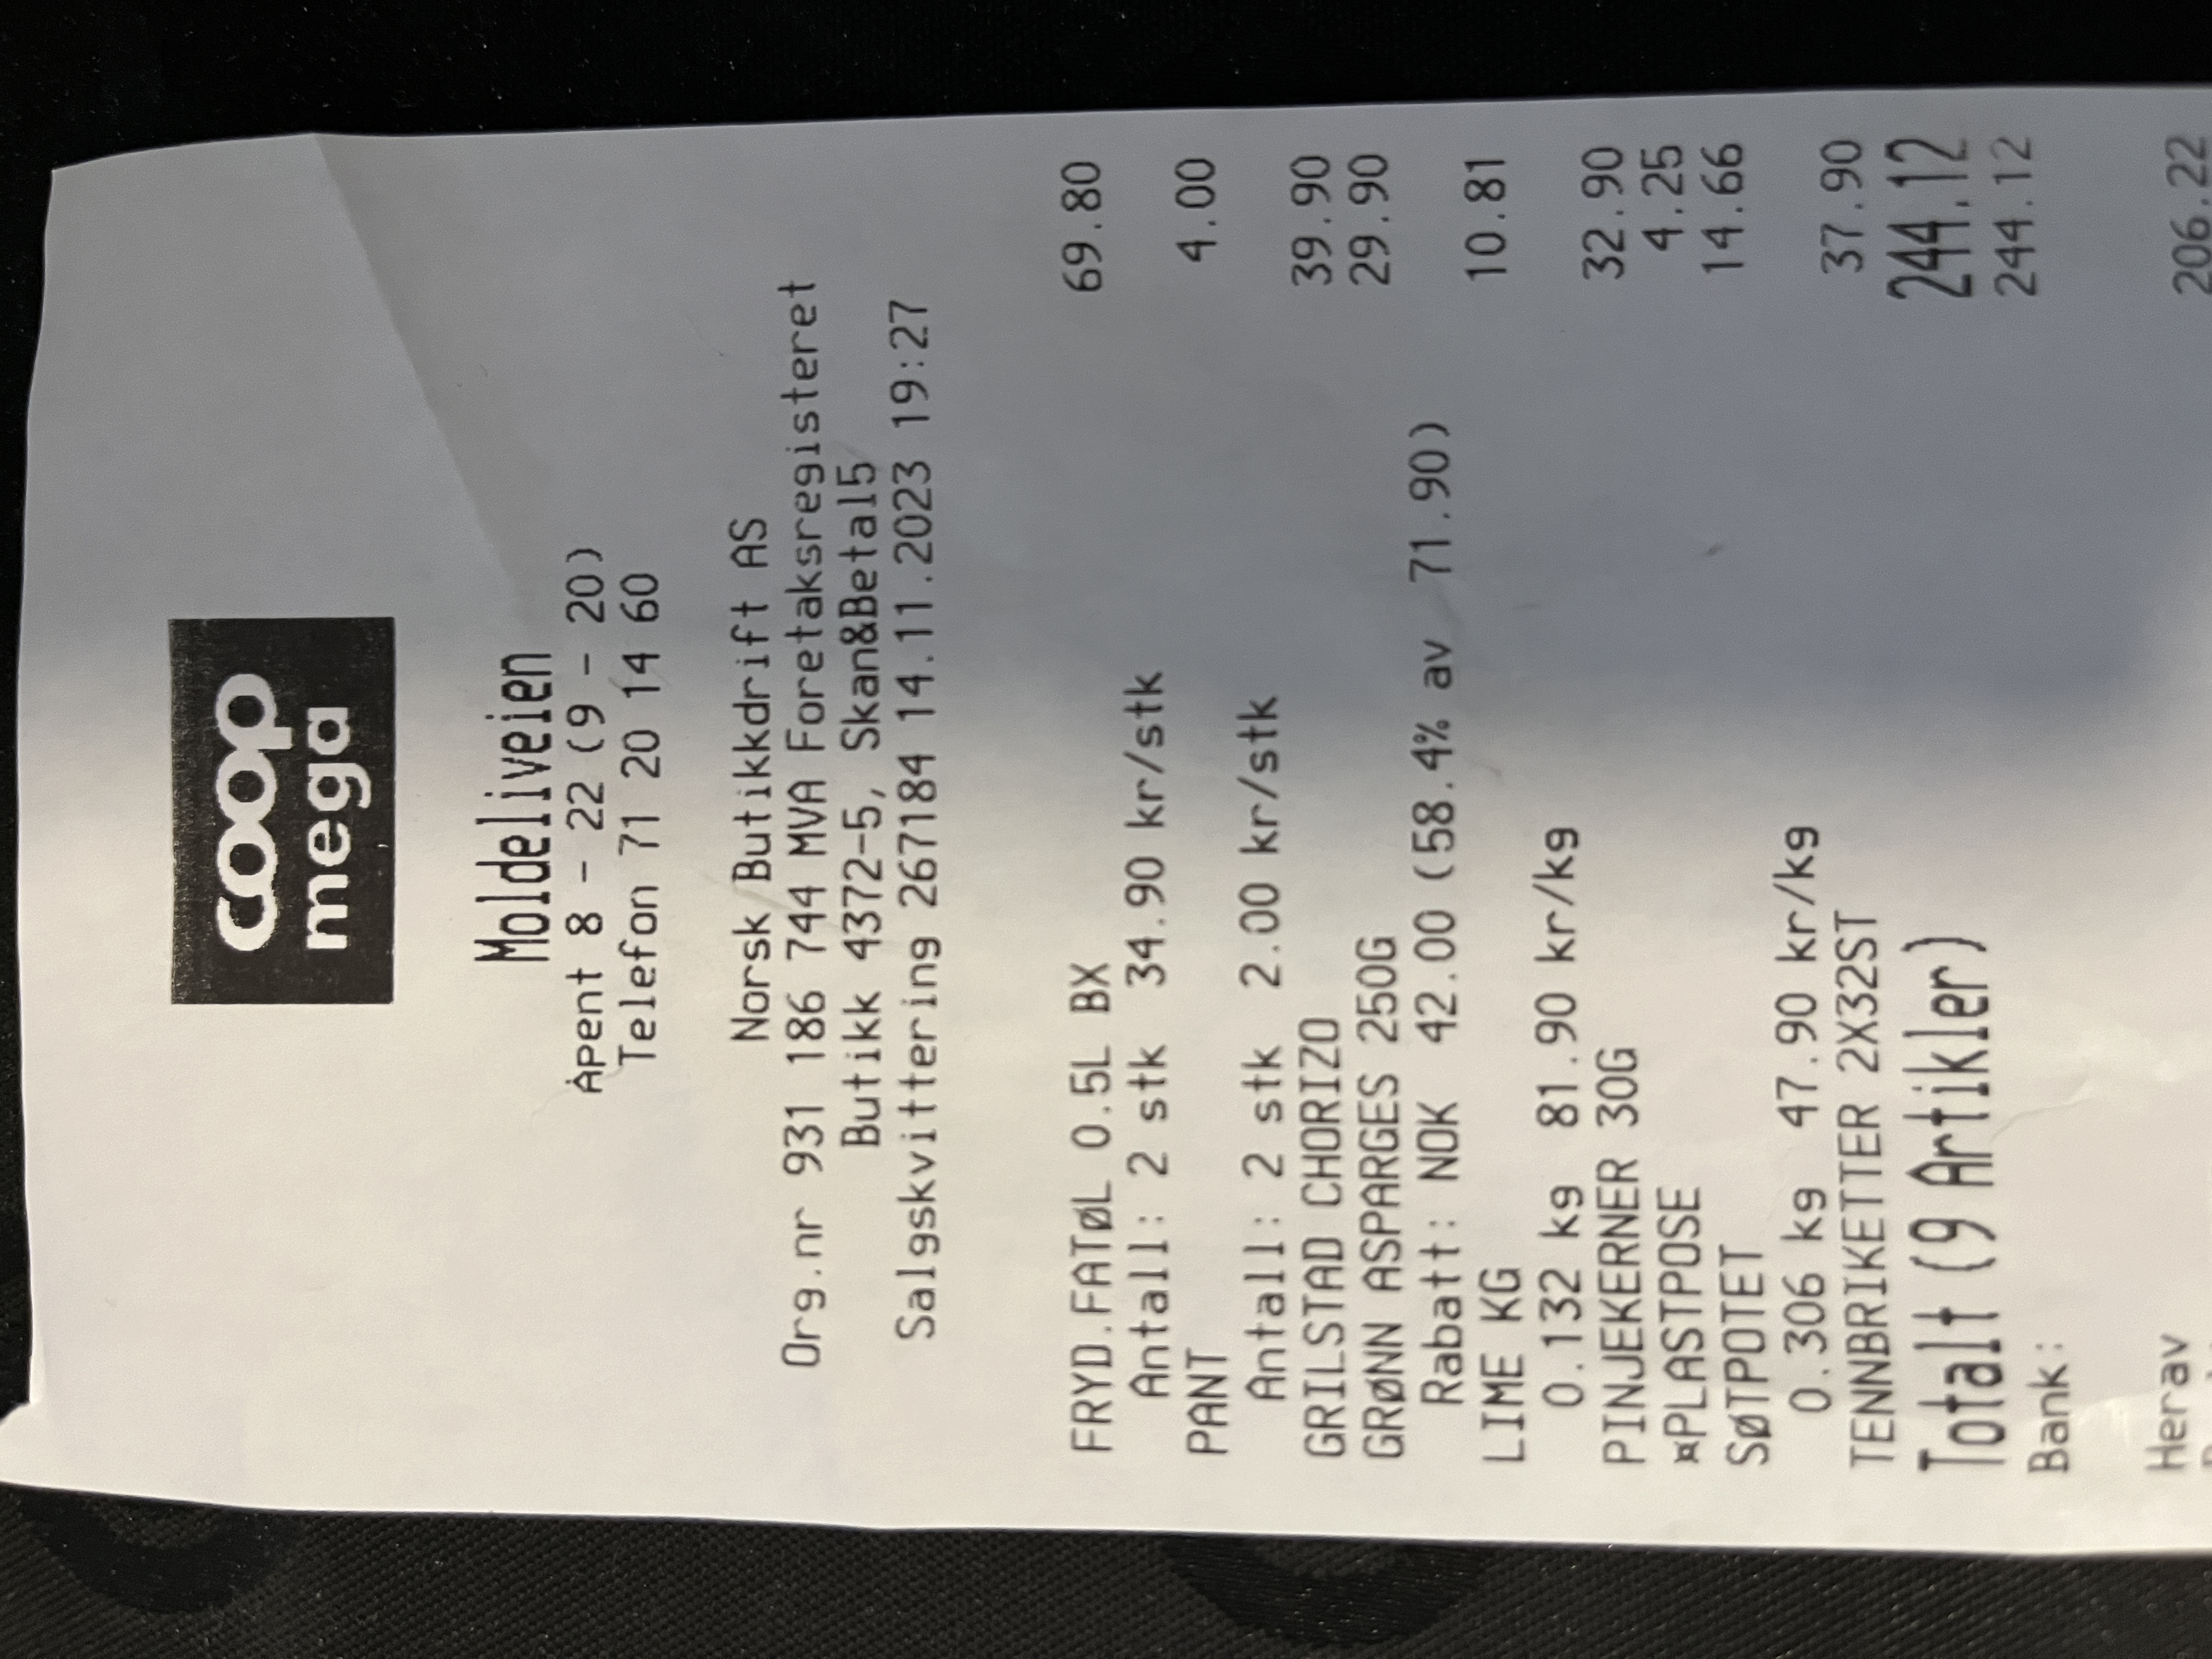 coop
mega
Moldeliveien
Åpent 8 - 22 (9 - 20)
Telefon 71 20 14 60
Norsk Butikkdrift AS
Org.nr 931 186 744 MVA Foretaksregisteret
Butikk 4372-5, Skan&Betal5
Salgskvittering 267184 14.11.2023 19:27
FRYD.FATØL 0.5L BX 69.80
Antall: 2 stk 34.90 kr/stk
PANT 4.00
Antall: 2 stk 2.00 kr/stk
GRILSTAD CHORIZO 39.90
GRØNN ASPARGES 250G 29.90
Rabatt: NOK 42.00 (58.4% av 71.90)
LIME KG 10.81
0.132 kg 81.90 kr/kg
PINJEKERNER 30G 32.90
¤PLASTPOSE 4.25
SØTPOTET 14.66
0.306 kg 47.90 kr/kg
TENNBRIKETTER 2X32ST 37.90
Totalt (9 Artikler) 244.12
Bank: 244.12
Herav 206.22